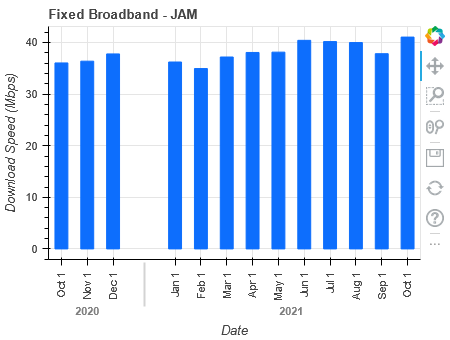 Fixed Broadband - JAM
Download Speed (Mbps)
40
30
20
10
0
Oct 1
Nov 1
Dec 1
Jan 1
Feb 1
Mar 1
Apr 1
May 1
Jun 1
Jul 1
Aug 1
Sep 1
Oct 1
2020
2021
Date